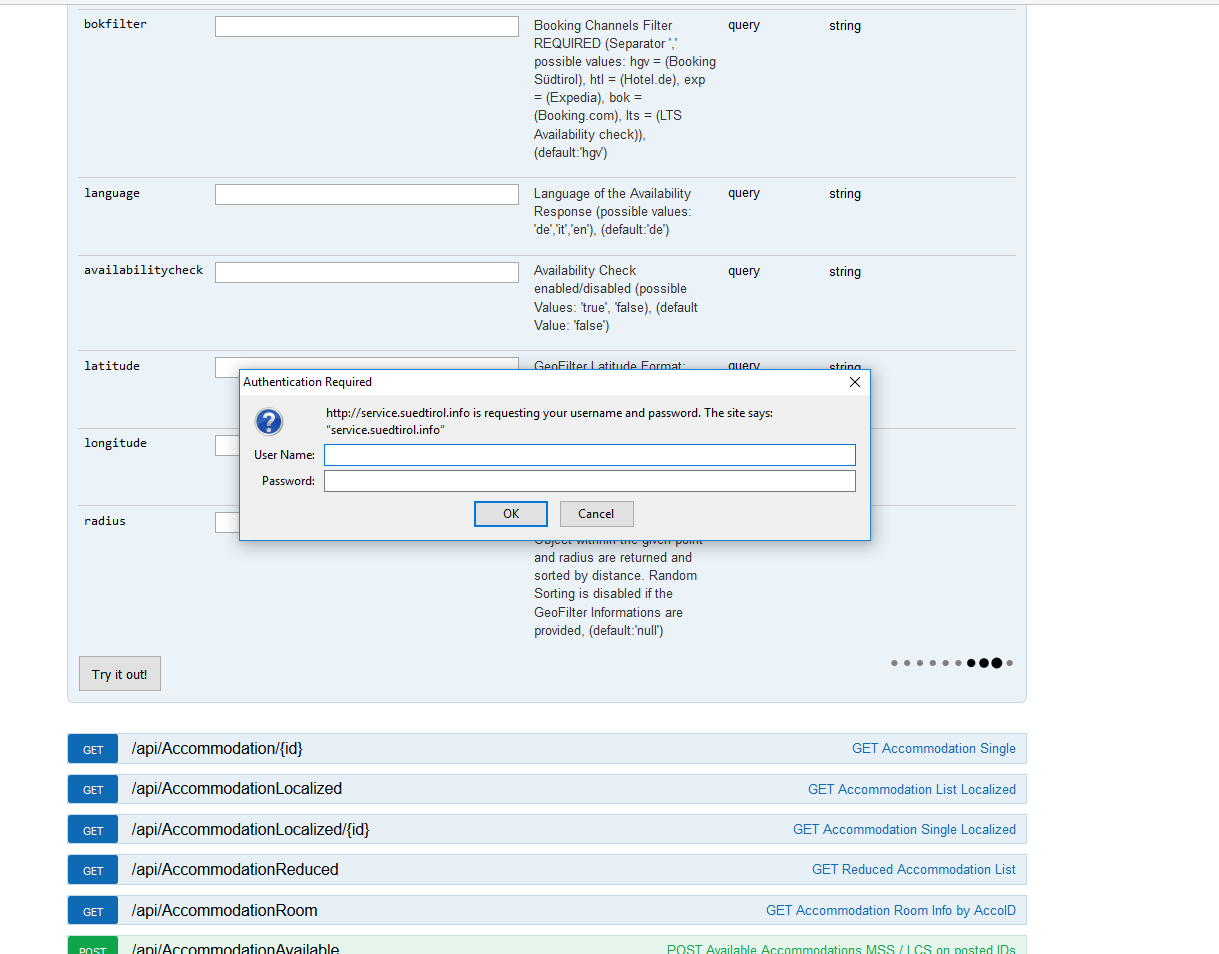 bokfilter
Booking Channels Filter
REQUIRED (Separator ','
possible values: hgv = (Booking
Südtirol), htl = (Hotel.de), exp
= (Expedia), bok =
(Booking.com), lts = (LTS
Availability check)),
(default:'hgv')
query
string
language
Language of the Availability
Response (possible values:
'de','it','en'), (default:'de')
query
string
availabilitycheck
Availability Check
enabled/disabled (possible
Values: 'true', 'false), (default
Value: 'false')
query
string
latitude
GeoFilter Latitude Format:
query
string
Authentication Required
http://service.suedtirol.info is requesting your username and password. The site says:
“service.suedtirol.info”
User Name:
Password:
OK
Cancel
longitude
radius
Object withhin the given point
and radius are returned and
sorted by distance. Random
Sorting is disabled if the
GeoFilter Informations are
provided, (default:'null')
Try it out!
GET /api/Accommodation/{id} GET Accommodation Single
GET /api/AccommodationLocalized GET Accommodation List Localized
GET /api/AccommodationLocalized/{id} GET Accommodation Single Localized
GET /api/AccommodationReduced GET Reduced Accommodation List
GET /api/AccommodationRoom GET Accommodation Room Info by AccoID
POST /api/AccommodationAvailable POST Available Accommodations MSS / LCS on posted IDs